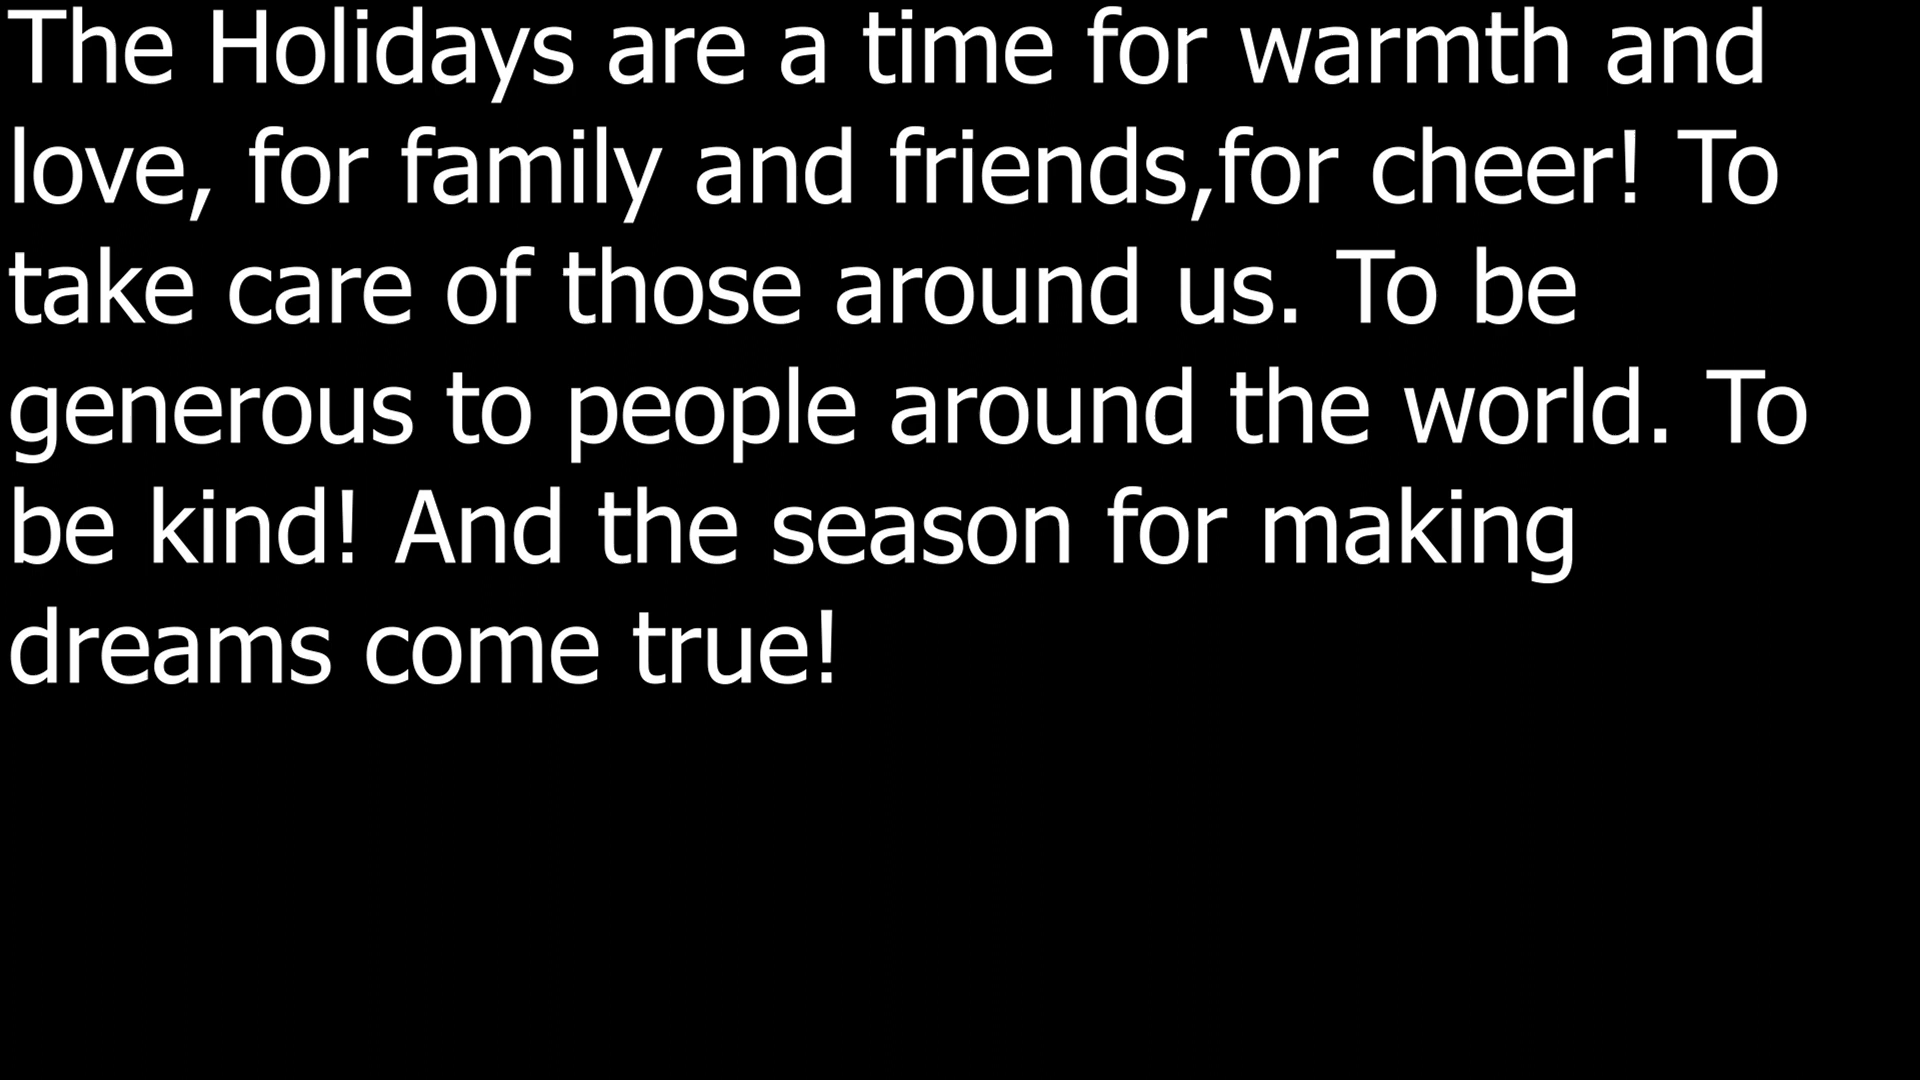 The Holidays are a time for warmth and
love, for family and friends,for cheer! To
take care of those around us. To be
generous to people around the world. To
be kind! And the season for making
dreams come true!